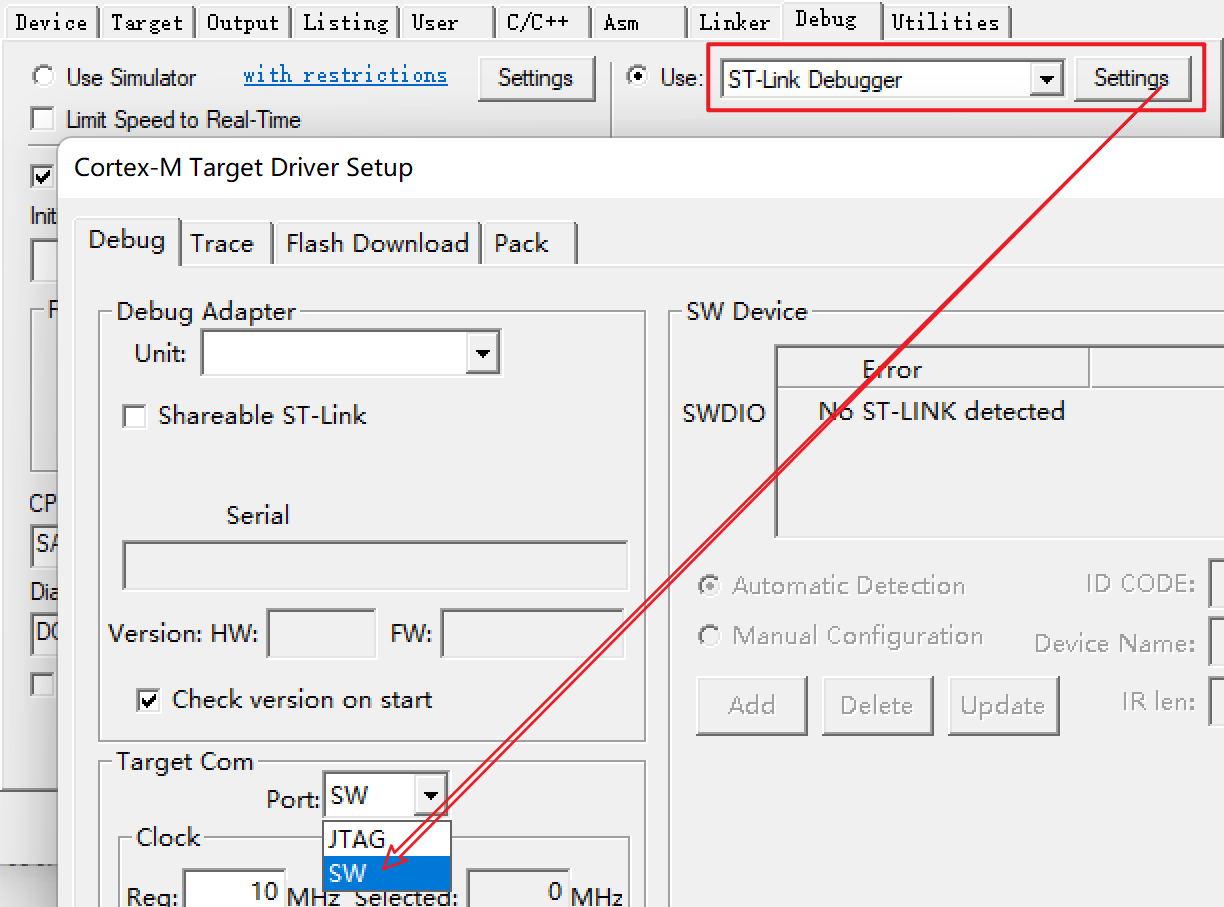 Device Target Output Listing User C/C++ Asm Linker Debug Utilities
Use Simulator with restrictions Settings Use: ST-Link Debugger Settings
Limit Speed to Real-Time
Cortex-M Target Driver Setup
Initi
Debug Trace Flash Download Pack
Debug Adapter
Unit:
Shareable ST-Link
Serial
Version: HW: FW:
Check version on start
SW Device
Error
SWDIO No ST-LINK detected
Automatic Detection ID CODE:
Manual Configuration Device Name:
Add Delete Update IR len:
CP
SA
Dia
DC
Target Com
Port: SW
JTAG
SW
Clock
Req: 10 MHz Selected: 0 MHz